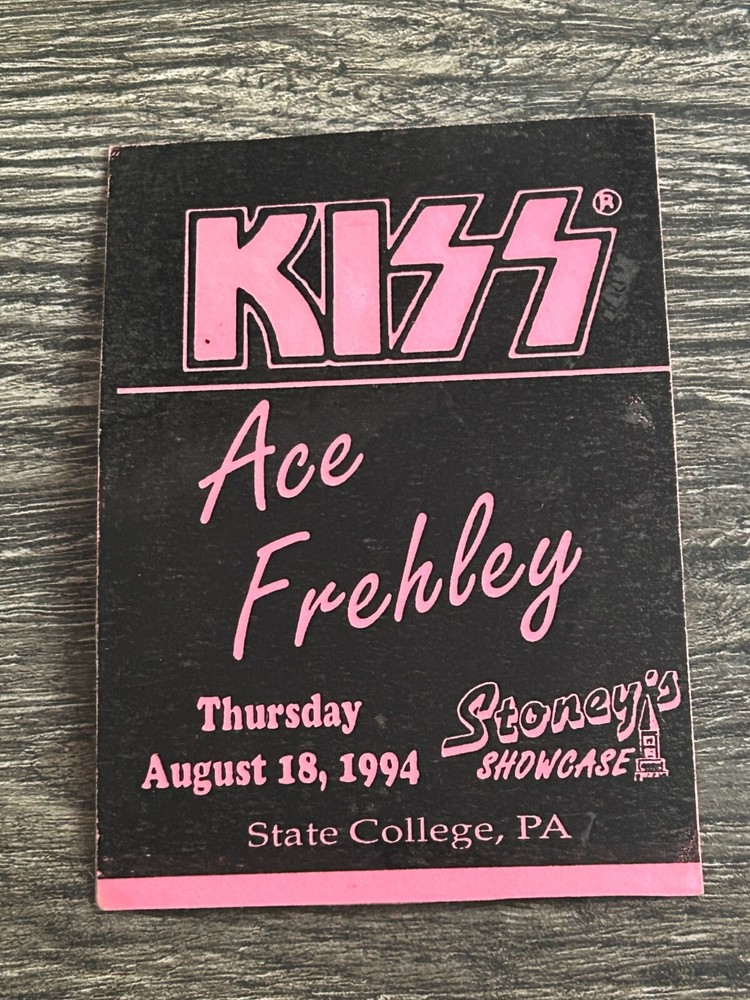 KISS®
Ace
Frehley
Thursday
August 18, 1994
Stoney's
SHOWCASE
State College, PA